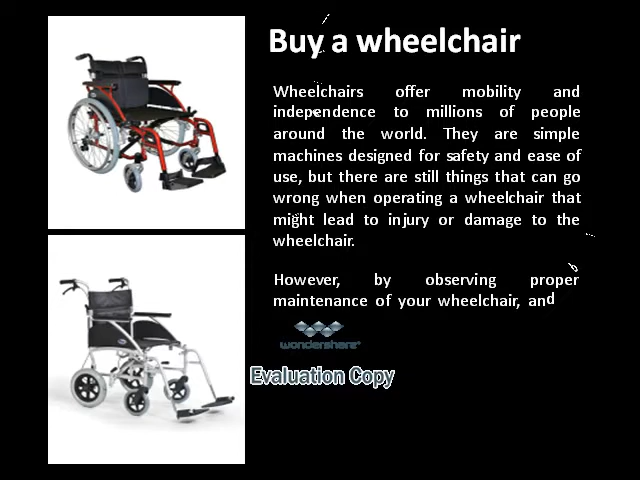 Buy a wheelchair
Wheelchairs offer mobility and
independence to millions of people
around the world. They are simple
machines designed for safety and ease of
use, but there are still things that can go
wrong when operating a wheelchair that
might lead to injury or damage to the
wheelchair.
However, by observing proper
maintenance of your wheelchair, and
wondershare
Evaluation Copy